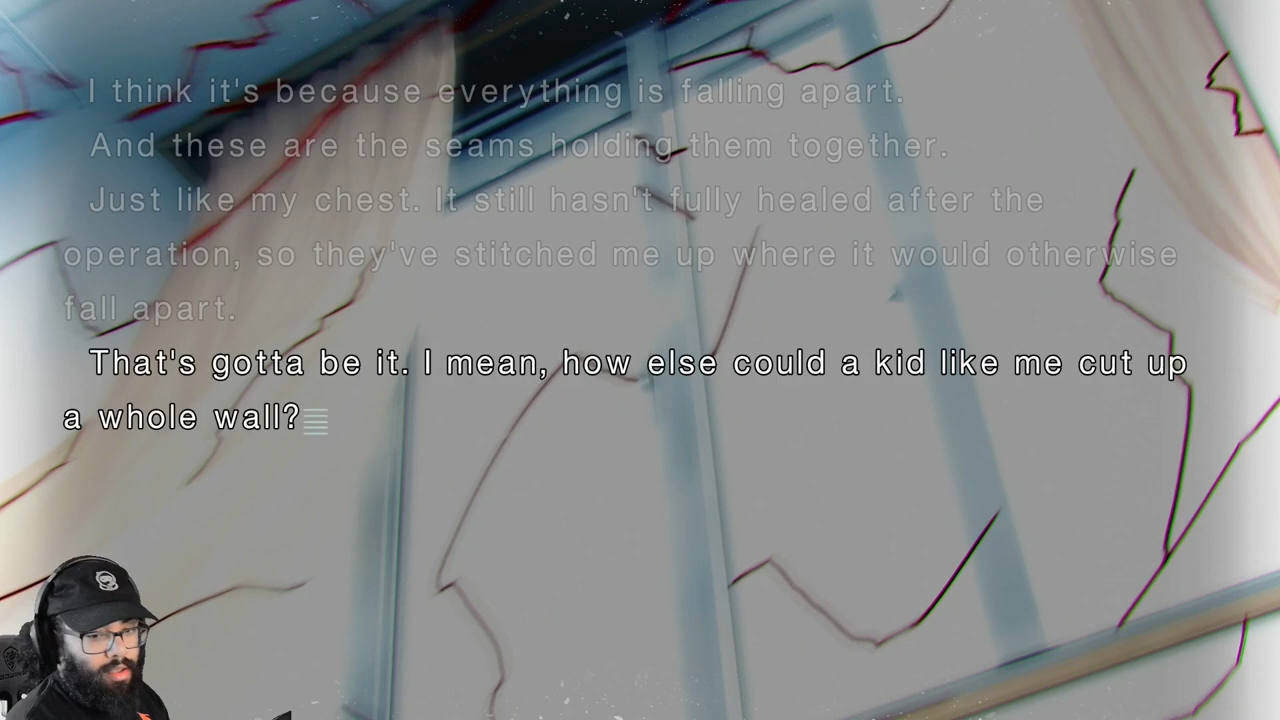 I think it's because everything is falling apart.
And these are the seams holding them together.
Just like my chest. It still hasn't fully healed after the
operation, so they've stitched me up where it would otherwise
fall apart.
That's gotta be it. I mean, how else could a kid like me cut up
a whole wall?